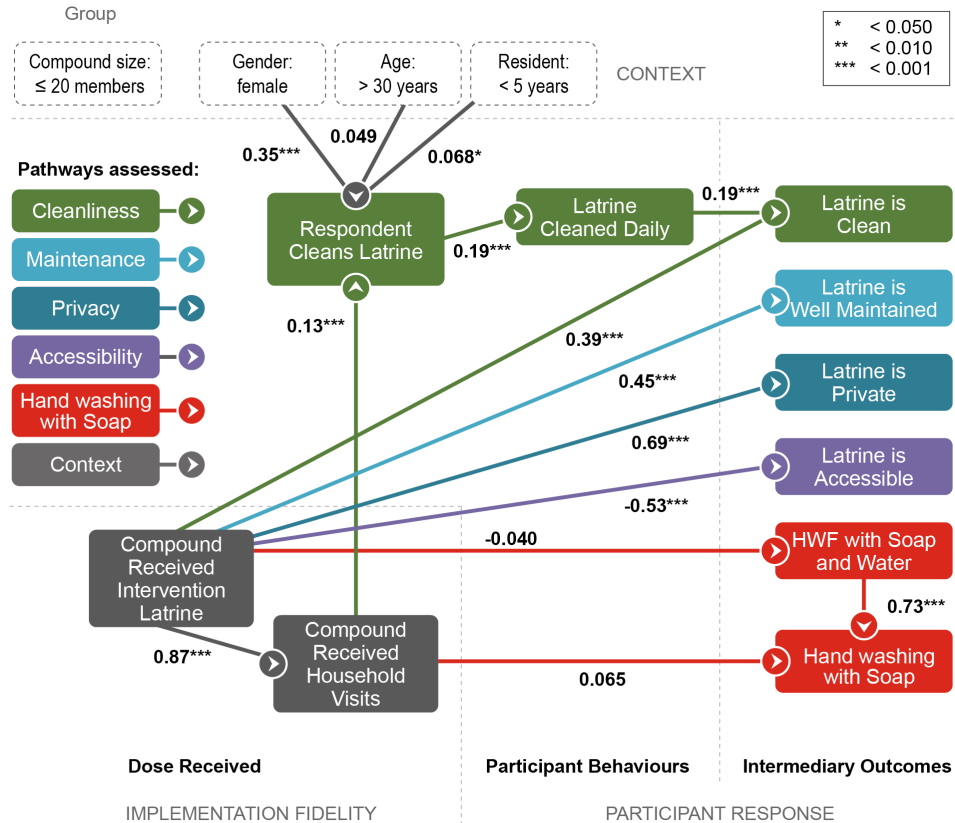 Group
Compound size:
≤ 20 members
Gender:
female
Age:
> 30 years
Resident:
< 5 years
CONTEXT
* < 0.050
** < 0.010
*** < 0.001
0.35***
0.049
0.068*
Pathways assessed:
Cleanliness
Maintenance
Privacy
Accessibility
Hand washing
with Soap
Context
Respondent
Cleans Latrine
0.19***
Latrine
Cleaned Daily
0.19***
Latrine is
Clean
0.13***
0.39***
Latrine is
Well Maintained
0.45***
Latrine is
Private
0.69***
Latrine is
Accessible
-0.53***
Compound
Received
Intervention
Latrine
-0.040
HWF with Soap
and Water
0.73***
0.87***
Compound
Received
Household
Visits
0.065
Hand washing
with Soap
Dose Received
Participant Behaviours
Intermediary Outcomes
IMPLEMENTATION FIDELITY
PARTICIPANT RESPONSE